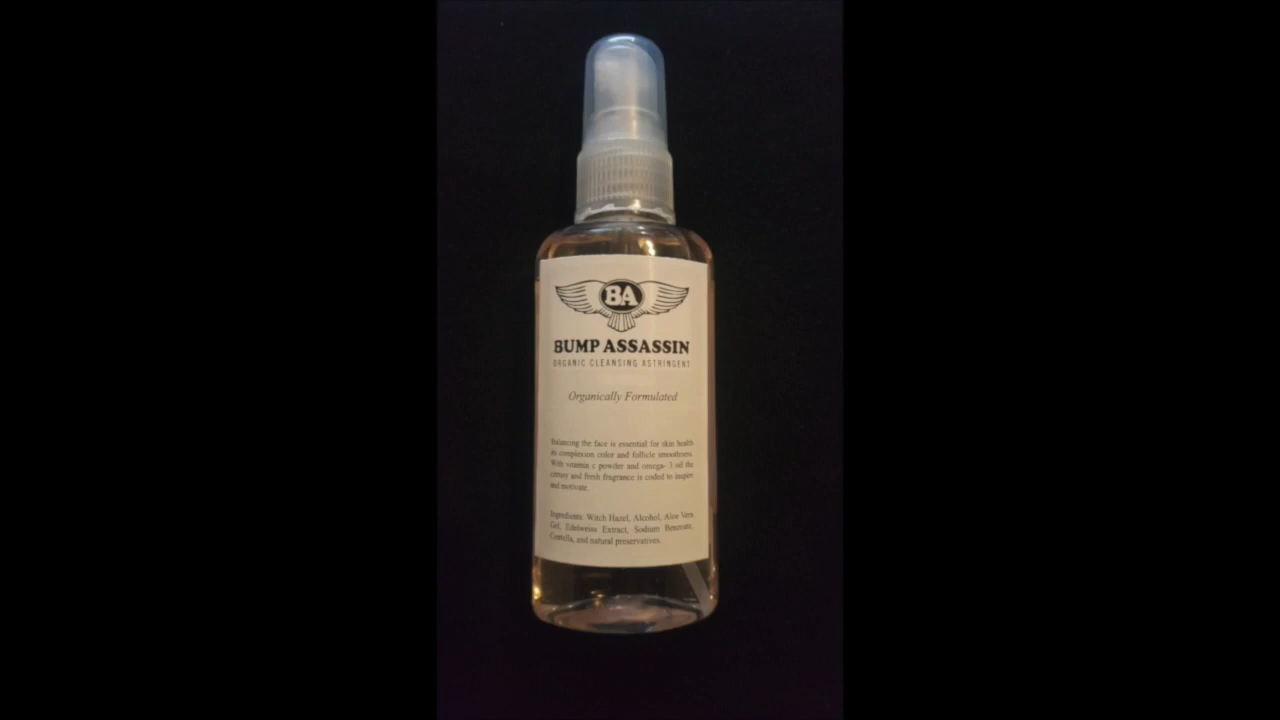 BA
BUMP ASSASSIN
ORGANIC CLEANSING ASTRINGENT
Organically Formulated
Balancing the face is essential for skin health
as complexion color and follicle smoothness.
With vitamin c powder and omega- 3 oil the
citrusy and fresh fragrance is coded to inspire
and motivate.
Ingredients: Witch Hazel, Alcohol, Aloe Vera
Gel, Edelweiss Extract, Sodium Benzoate,
Centella, and natural preservatives.